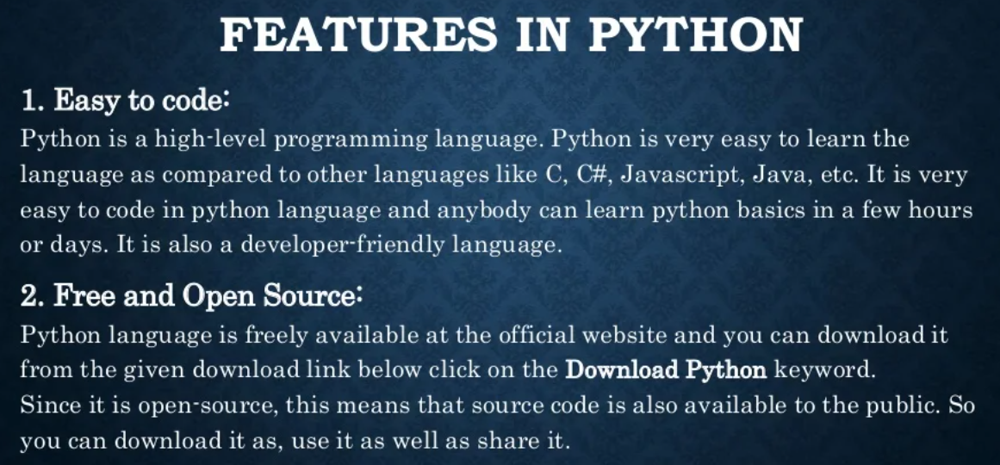 FEATURES IN PYTHON
1. Easy to code:
Python is a high-level programming language. Python is very easy to learn the
language as compared to other languages like C, C#, Javascript, Java, etc. It is very
easy to code in python language and anybody can learn python basics in a few hours
or days. It is also a developer-friendly language.
2. Free and Open Source:
Python language is freely available at the official website and you can download it
from the given download link below click on the Download Python keyword.
Since it is open-source, this means that source code is also available to the public. So
you can download it as, use it as well as share it.